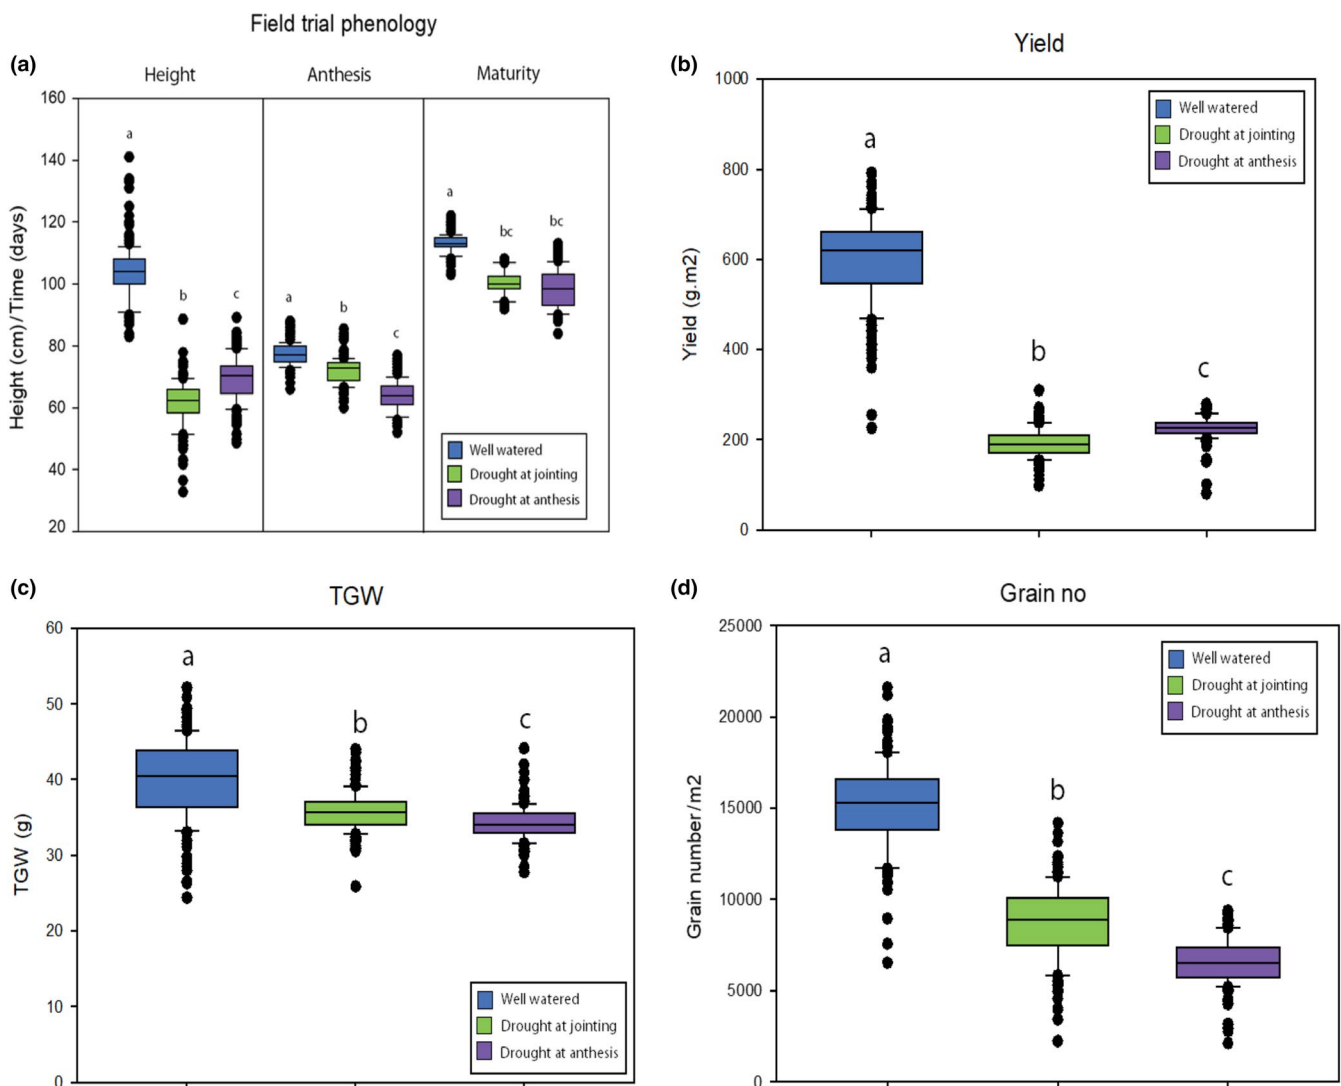 Field trial phenology
(a)
Height
Anthesis
Maturity
160
140
120
100
80
60
40
20
Height (cm)/Time (days)
a
b
c
a
b
c
a
bc
bc
Well watered
Drought at jointing
Drought at anthesis
(b)
Yield
1000
800
600
400
200
0
Yield (g.m2)
a
b
c
Well watered
Drought at jointing
Drought at anthesis
(c)
TGW
60
50
40
30
20
10
0
TGW (g)
a
b
c
Well watered
Drought at jointing
Drought at anthesis
(d)
Grain no
25000
20000
15000
10000
5000
0
Grain number/m2
a
b
c
Well watered
Drought at jointing
Drought at anthesis